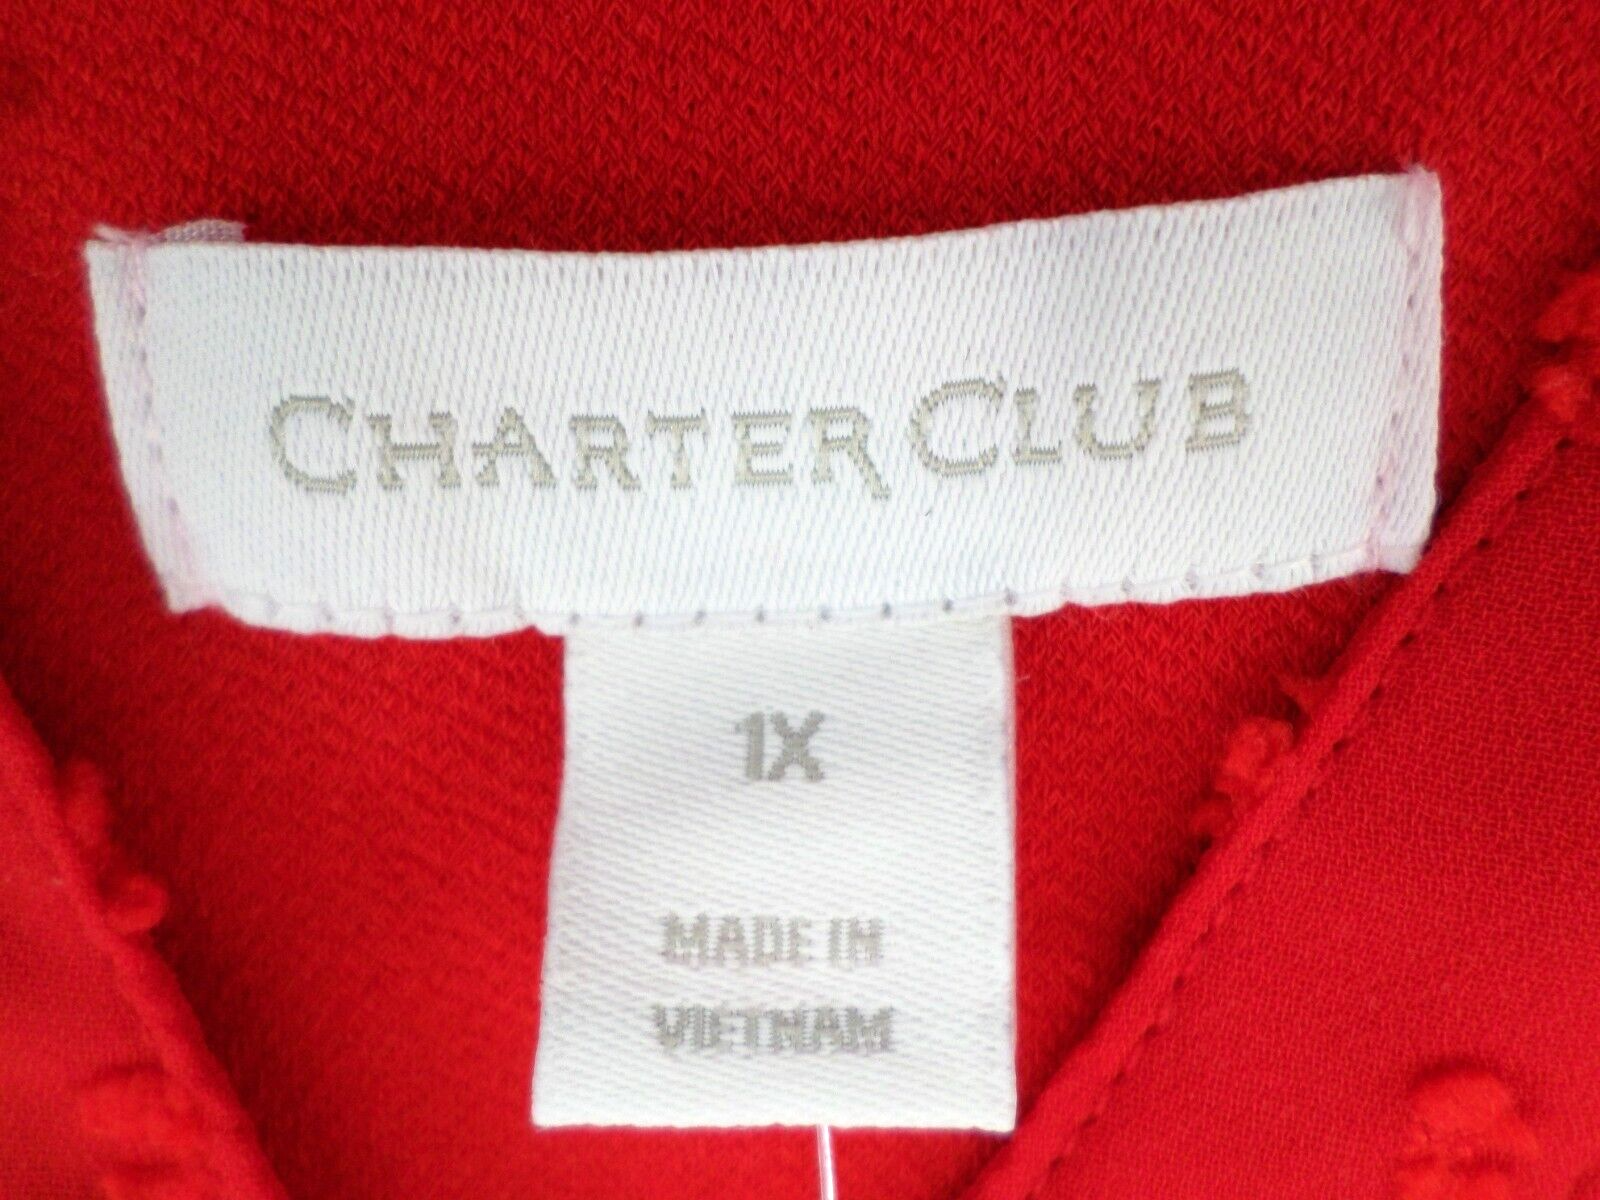 CHARTER CLUB
1X
MADE IN
VIETNAM